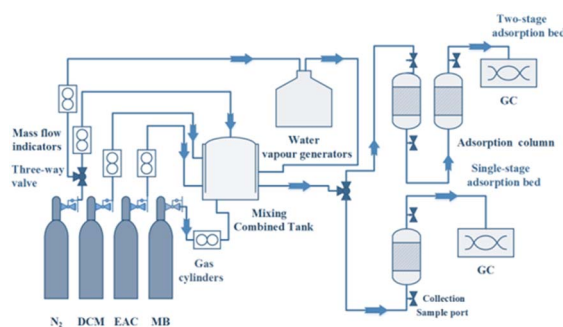 Two-stage
adsorption bed
GC
Mass flow
indicators
Water
vapour generators
Adsorption column
Three-way
valve
Single-stage
adsorption bed
Mixing
Combined Tank
Gas
cylinders
GC
Collection
Sample port
N₂ DCM EAC MB